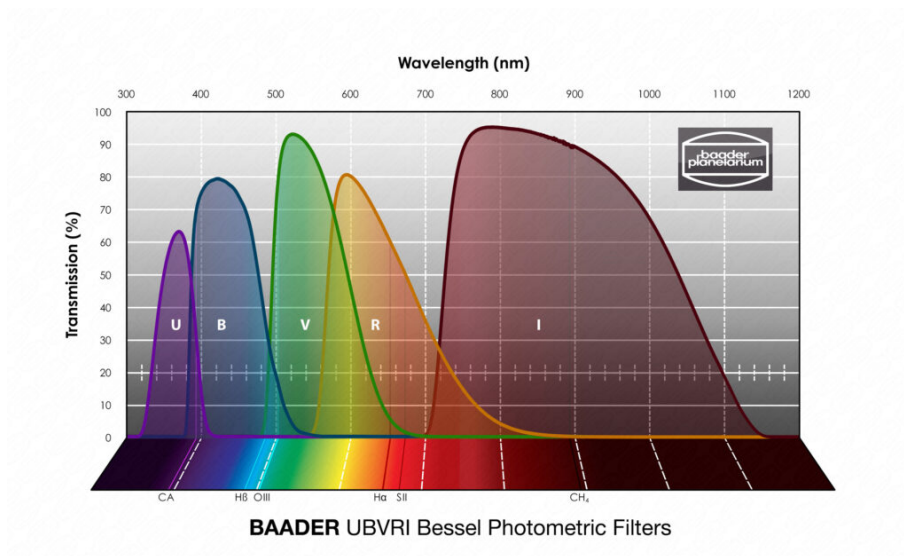 Wavelength (nm)
300 400 500 600 700 800 900 1000 1100 1200
Transmission (%)
100
90
80
70
60
50
40
30
20
10
0
baader
planetarium
U B V R I
CA Hß OIII Hα SII CH₄
BAADER UBVRI Bessel Photometric Filters